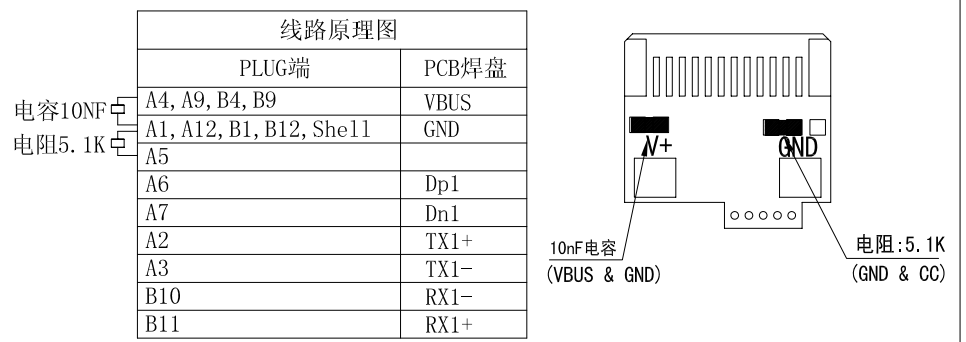 线路原理图
PLUG端 PCB焊盘
电容10NF A4, A9, B4, B9 VBUS
A1, A12, B1, B12, Shell GND
电阻5.1K A5
A6 Dp1
A7 Dn1
A2 TX1+
A3 TX1-
B10 RX1-
B11 RX1+
V+ GND
10nF电容
(VBUS & GND)
电阻:5.1K
(GND & CC)